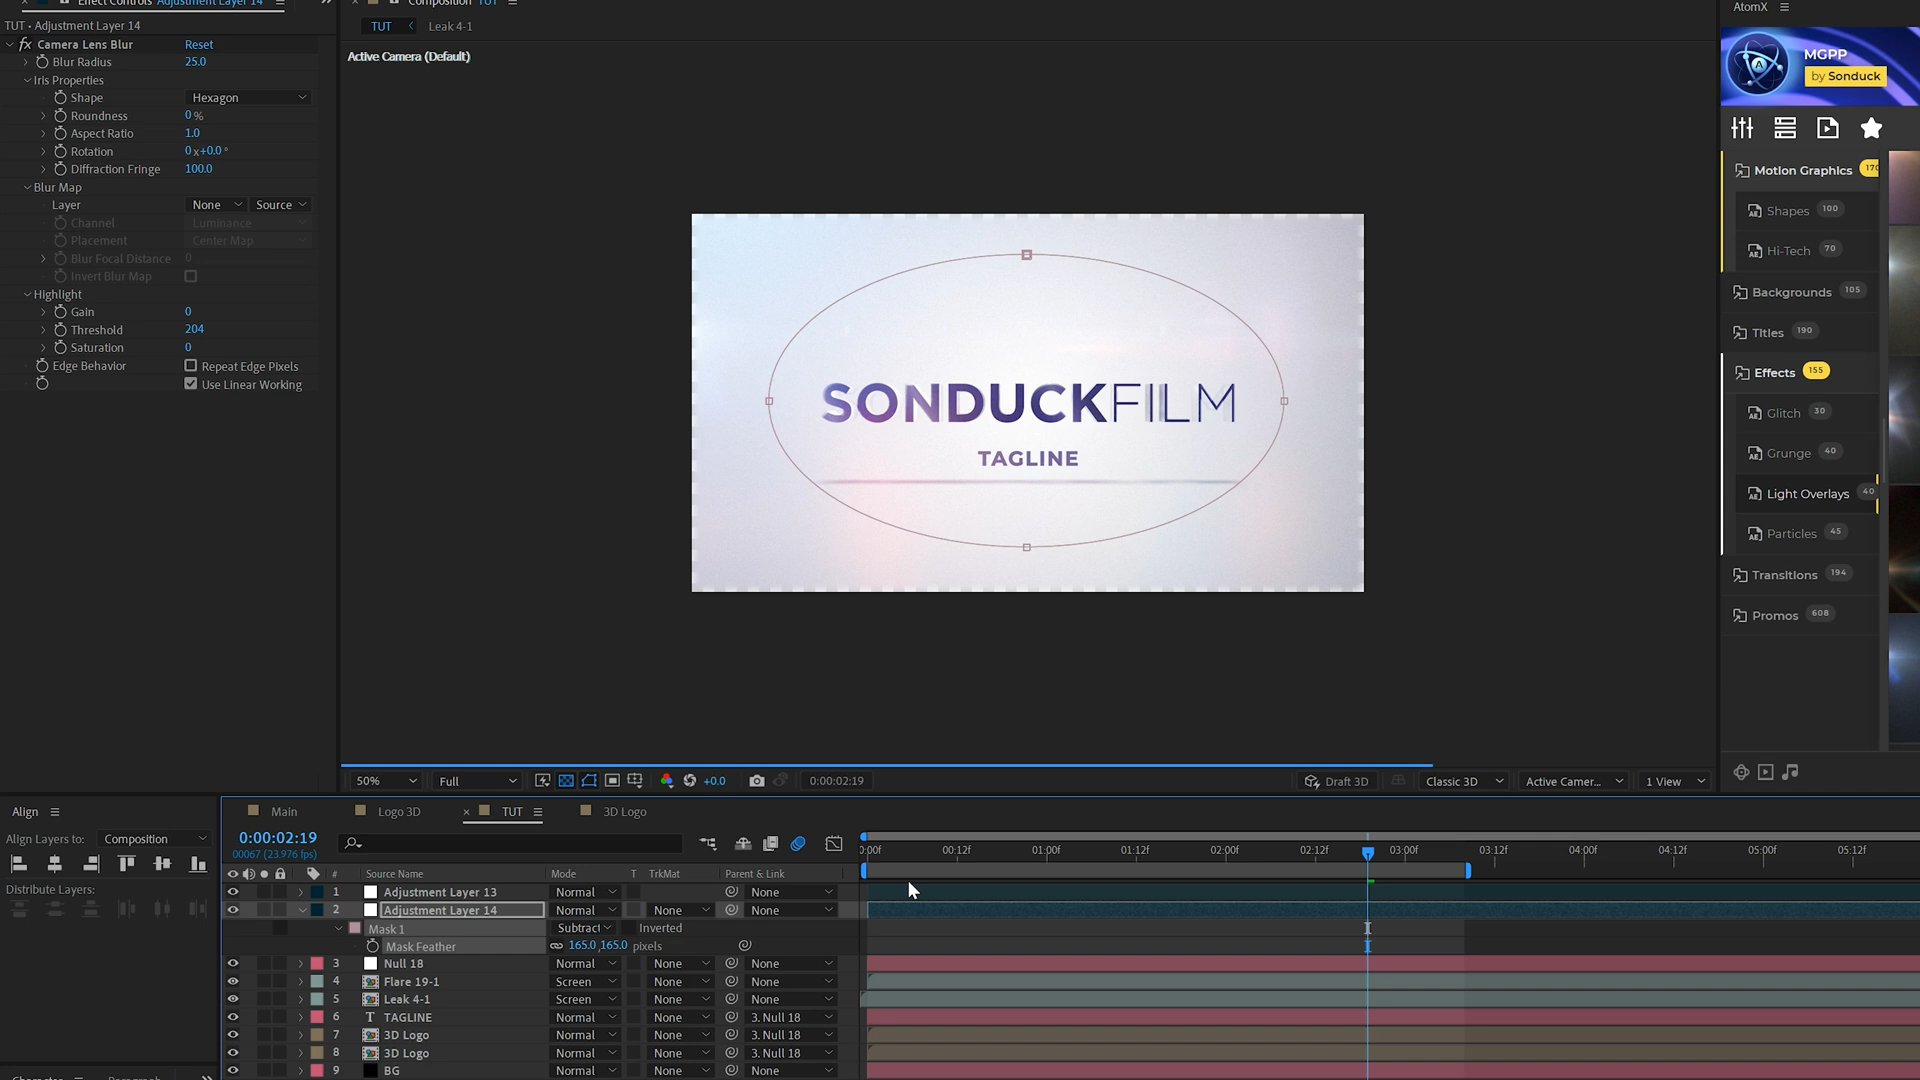 Effect Controls Adjustment Layer 14
TUT • Adjustment Layer 14
fx Camera Lens Blur Reset
Blur Radius 25.0
Iris Properties
Shape Hexagon
Roundness 0 %
Aspect Ratio 1.0
Rotation 0 x+0.0 °
Diffraction Fringe 100.0
Blur Map
Layer None Source
Channel Luminance
Placement Center Map
Blur Focal Distance 0
Invert Blur Map
Highlight
Gain 0
Threshold 204
Saturation 0
Edge Behavior Repeat Edge Pixels
Use Linear Working
Composition TUT
TUT Leak 4-1
Active Camera (Default)
SONDUCKFILM
TAGLINE
50% Full +0.0 0:00:02:19 Draft 3D Classic 3D Active Camer... 1 View
AtomX
MGPP
by Sonduck
Motion Graphics
Shapes 100
Hi-Tech 70
Backgrounds 105
Titles 190
Effects 155
Glitch 30
Grunge 40
Light Overlays 40
Particles 45
Transitions 194
Promos 608
Align
Align Layers to: Composition
Distribute Layers:
Main Logo 3D TUT 3D Logo
0:00:02:19
00067 (23.976 fps)
0:00f 00:12f 01:00f 01:12f 02:00f 02:12f 03:00f 03:12f 04:00f 04:12f 05:00f 05:12f
# Source Name Mode T TrkMat Parent & Link
1 Adjustment Layer 13 Normal None
2 Adjustment Layer 14 Normal None None
Mask 1 Subtract Inverted
Mask Feather 165.0,165.0 pixels
3 Null 18 Normal None None
4 Flare 19-1 Screen None None
5 Leak 4-1 Screen None None
6 T TAGLINE Normal None 3. Null 18
7 3D Logo Normal None 3. Null 18
8 3D Logo Normal None 3. Null 18
9 BG Normal None None